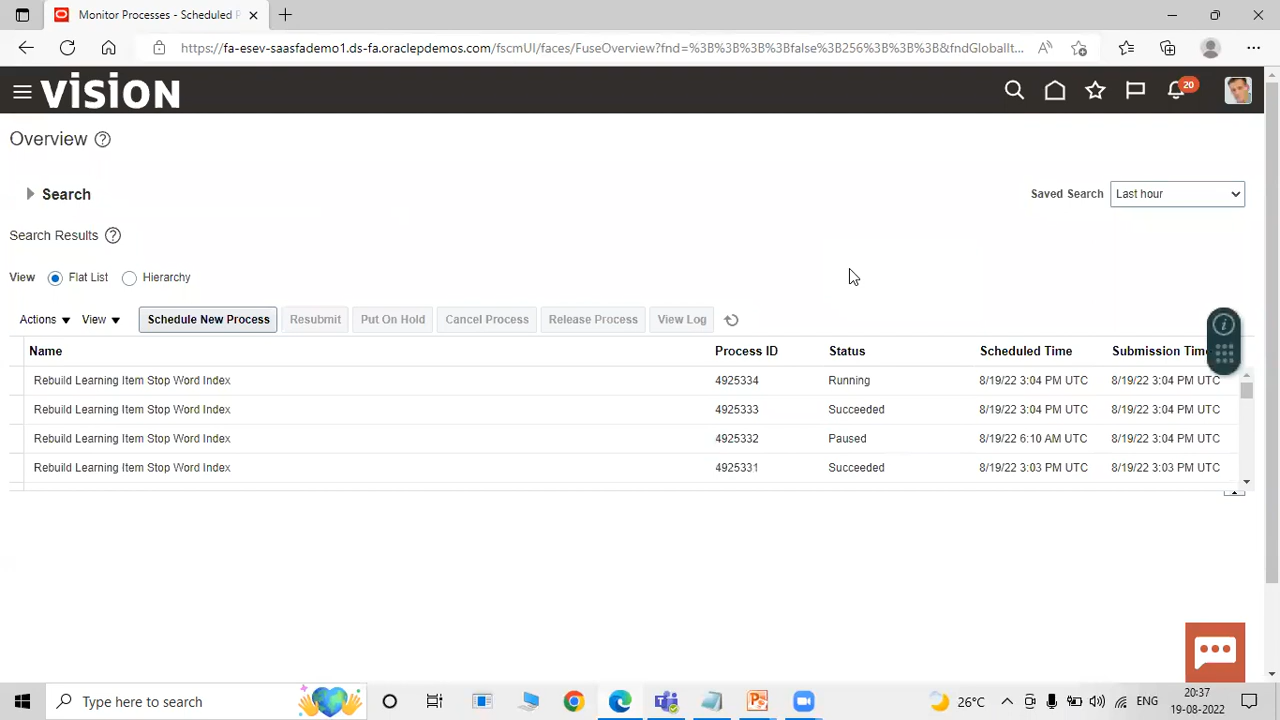 Monitor Processes - Scheduled P
https://fa-esev-saasfademo1.ds-fa.oraclepdemos.com/fscmUI/faces/FuseOverview?fnd=%3B%3B%3B%3Bfalse%3B256%3B%3B%3B&fndGlobalIt...
VISION
20
Overview
Search
Saved Search Last hour
Search Results
View Flat List Hierarchy
Actions View Schedule New Process Resubmit Put On Hold Cancel Process Release Process View Log
Name Process ID Status Scheduled Time Submission Time
Rebuild Learning Item Stop Word Index 4925334 Running 8/19/22 3:04 PM UTC 8/19/22 3:04 PM UTC
Rebuild Learning Item Stop Word Index 4925333 Succeeded 8/19/22 3:04 PM UTC 8/19/22 3:04 PM UTC
Rebuild Learning Item Stop Word Index 4925332 Paused 8/19/22 6:10 AM UTC 8/19/22 3:04 PM UTC
Rebuild Learning Item Stop Word Index 4925331 Succeeded 8/19/22 3:03 PM UTC 8/19/22 3:03 PM UTC
Type here to search
26°C
ENG
20:37
19-08-2022